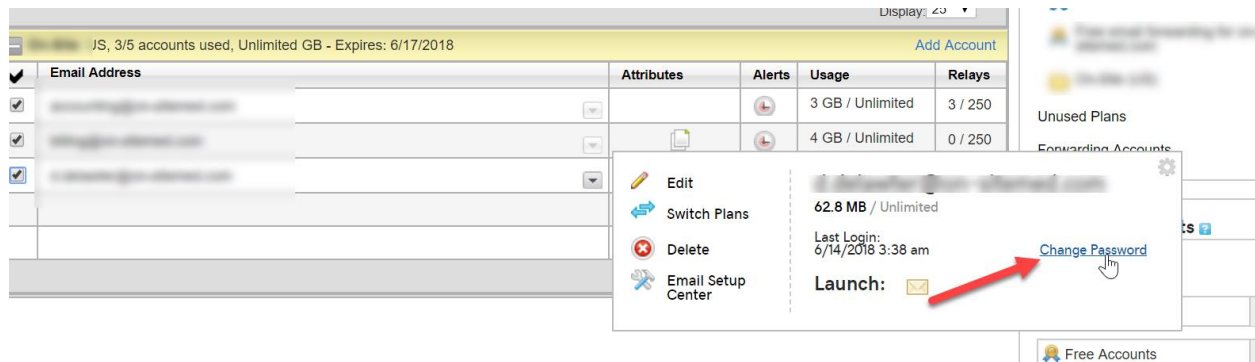 Display: 25
US, 3/5 accounts used, Unlimited GB - Expires: 6/17/2018
Add Account
Email Address Attributes Alerts Usage Relays
3 GB / Unlimited 3 / 250
4 GB / Unlimited 0 / 250
Unused Plans
Forwarding Accounts
Edit
Switch Plans
Delete
Email Setup
Center
62.8 MB / Unlimited
Last Login:
6/14/2018 3:38 am
Change Password
Launch:
ts ?
Free Accounts